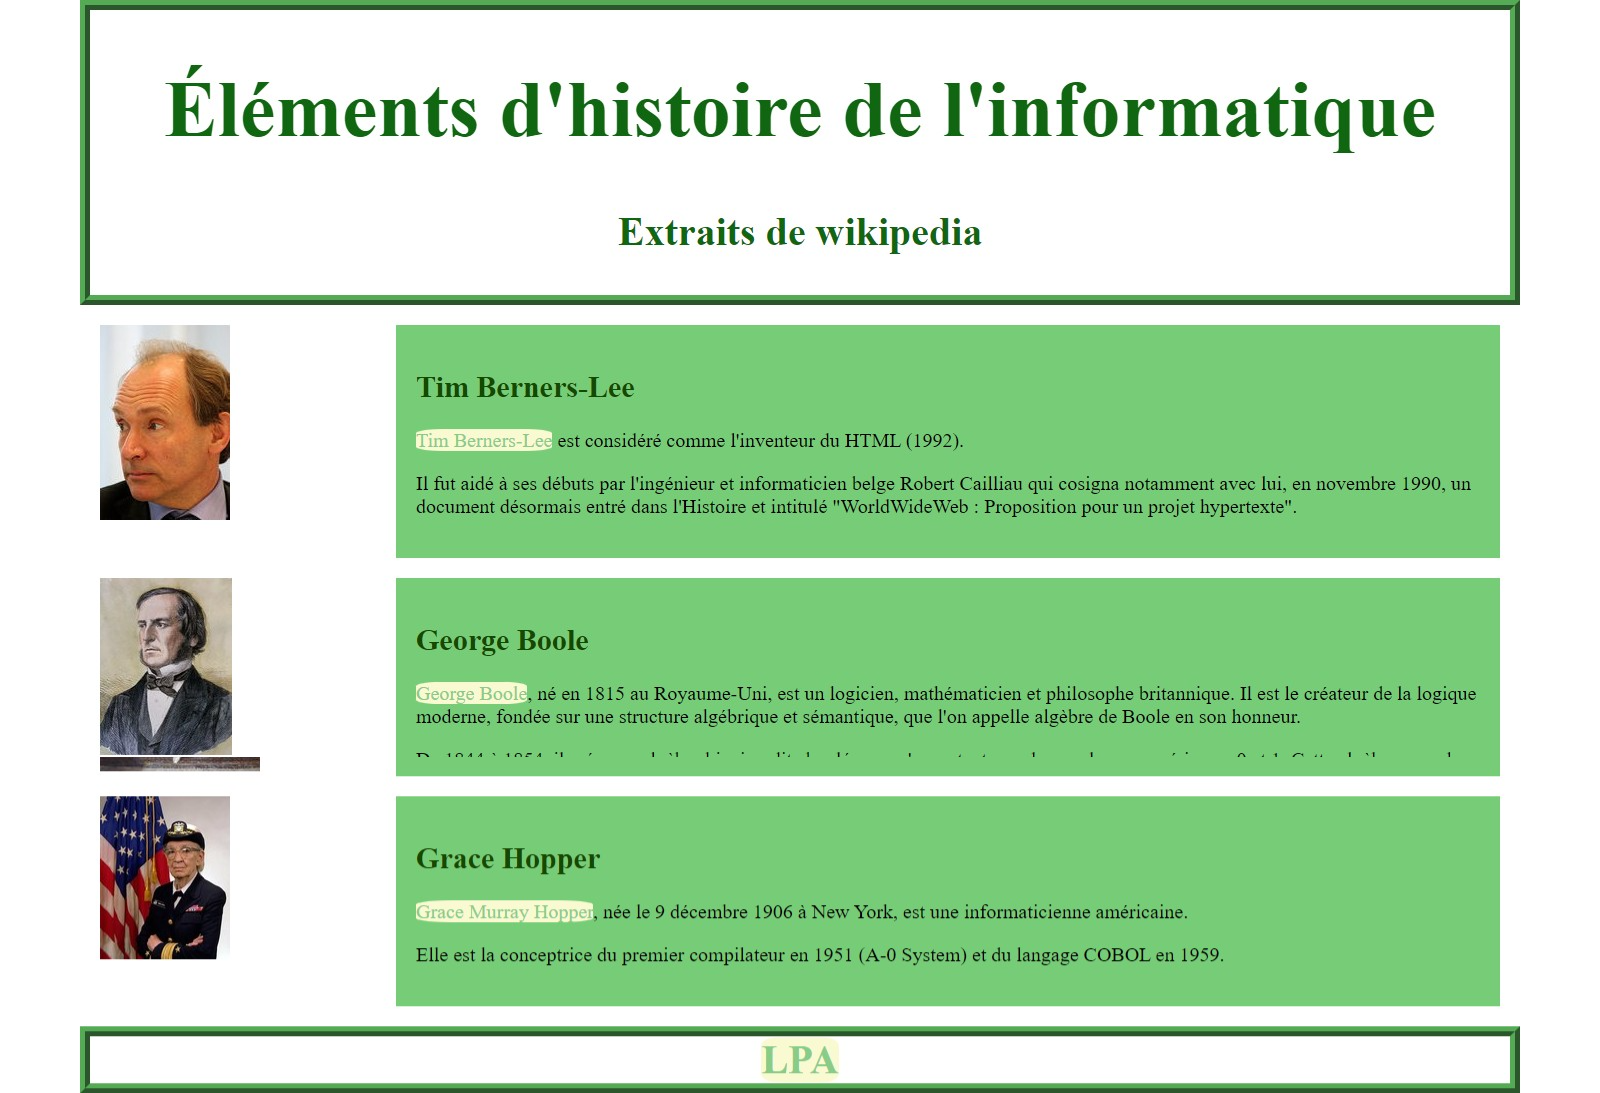 Éléments d'histoire de l'informatique
Extraits de wikipedia
Tim Berners-Lee
Tim Berners-Lee est considéré comme l'inventeur du HTML (1992).
Il fut aidé à ses débuts par l'ingénieur et informaticien belge Robert Cailliau qui cosigna notamment avec lui, en novembre 1990, un
document désormais entré dans l'Histoire et intitulé "WorldWideWeb : Proposition pour un projet hypertexte".
George Boole
George Boole, né en 1815 au Royaume-Uni, est un logicien, mathématicien et philosophe britannique. Il est le créateur de la logique
moderne, fondée sur une structure algébrique et sémantique, que l'on appelle algèbre de Boole en son honneur.
Grace Hopper
Grace Murray Hopper, née le 9 décembre 1906 à New York, est une informaticienne américaine.
Elle est la conceptrice du premier compilateur en 1951 (A-0 System) et du langage COBOL en 1959.
LPA